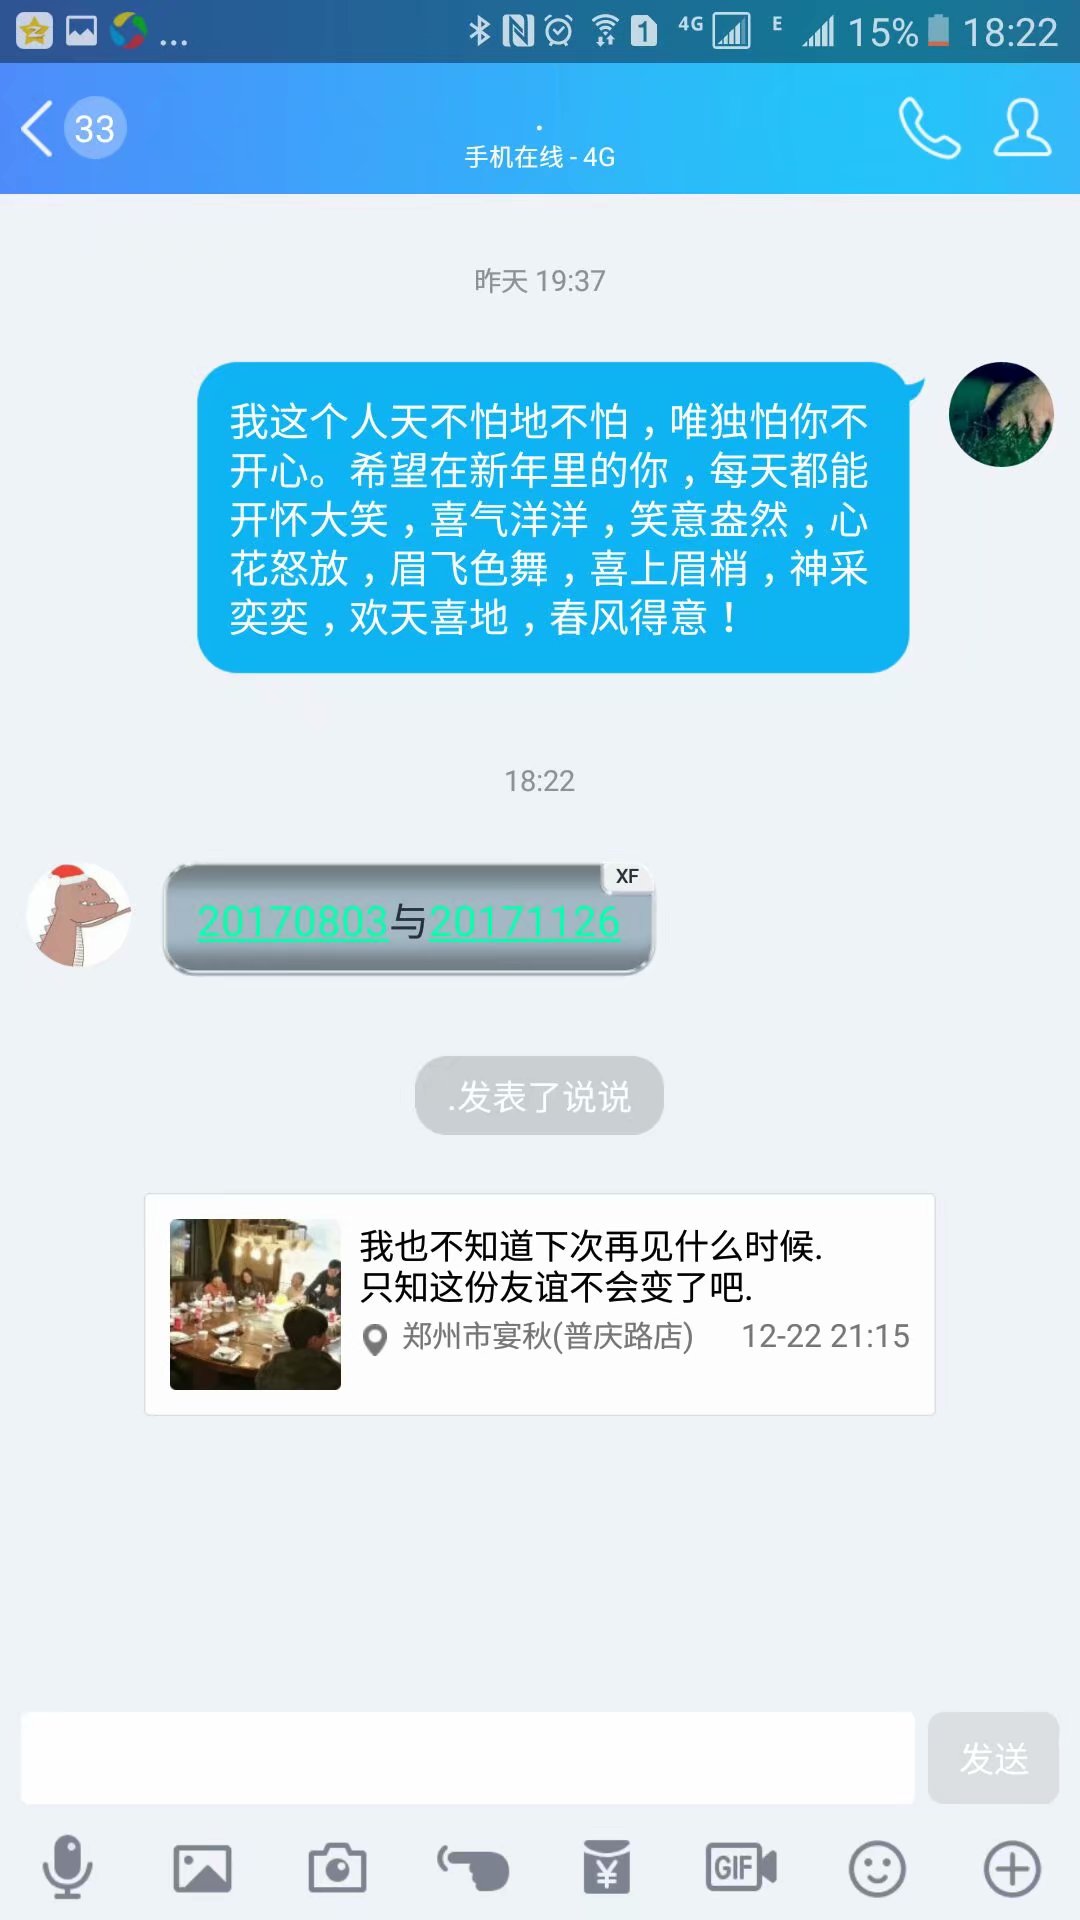 ... 1 4G E 15% 18:22
33
.
手机在线 - 4G
昨天 19:37
我这个人天不怕地不怕，唯独怕你不
开心。希望在新年里的你，每天都能
开怀大笑，喜气洋洋，笑意盎然，心
花怒放，眉飞色舞，喜上眉梢，神采
奕奕，欢天喜地，春风得意！
18:22
XF
20170803与20171126
.发表了说说
我也不知道下次再见什么时候.
只知这份友谊不会变了吧.
郑州市宴秋(普庆路店) 12-22 21:15
发送
¥ GIF